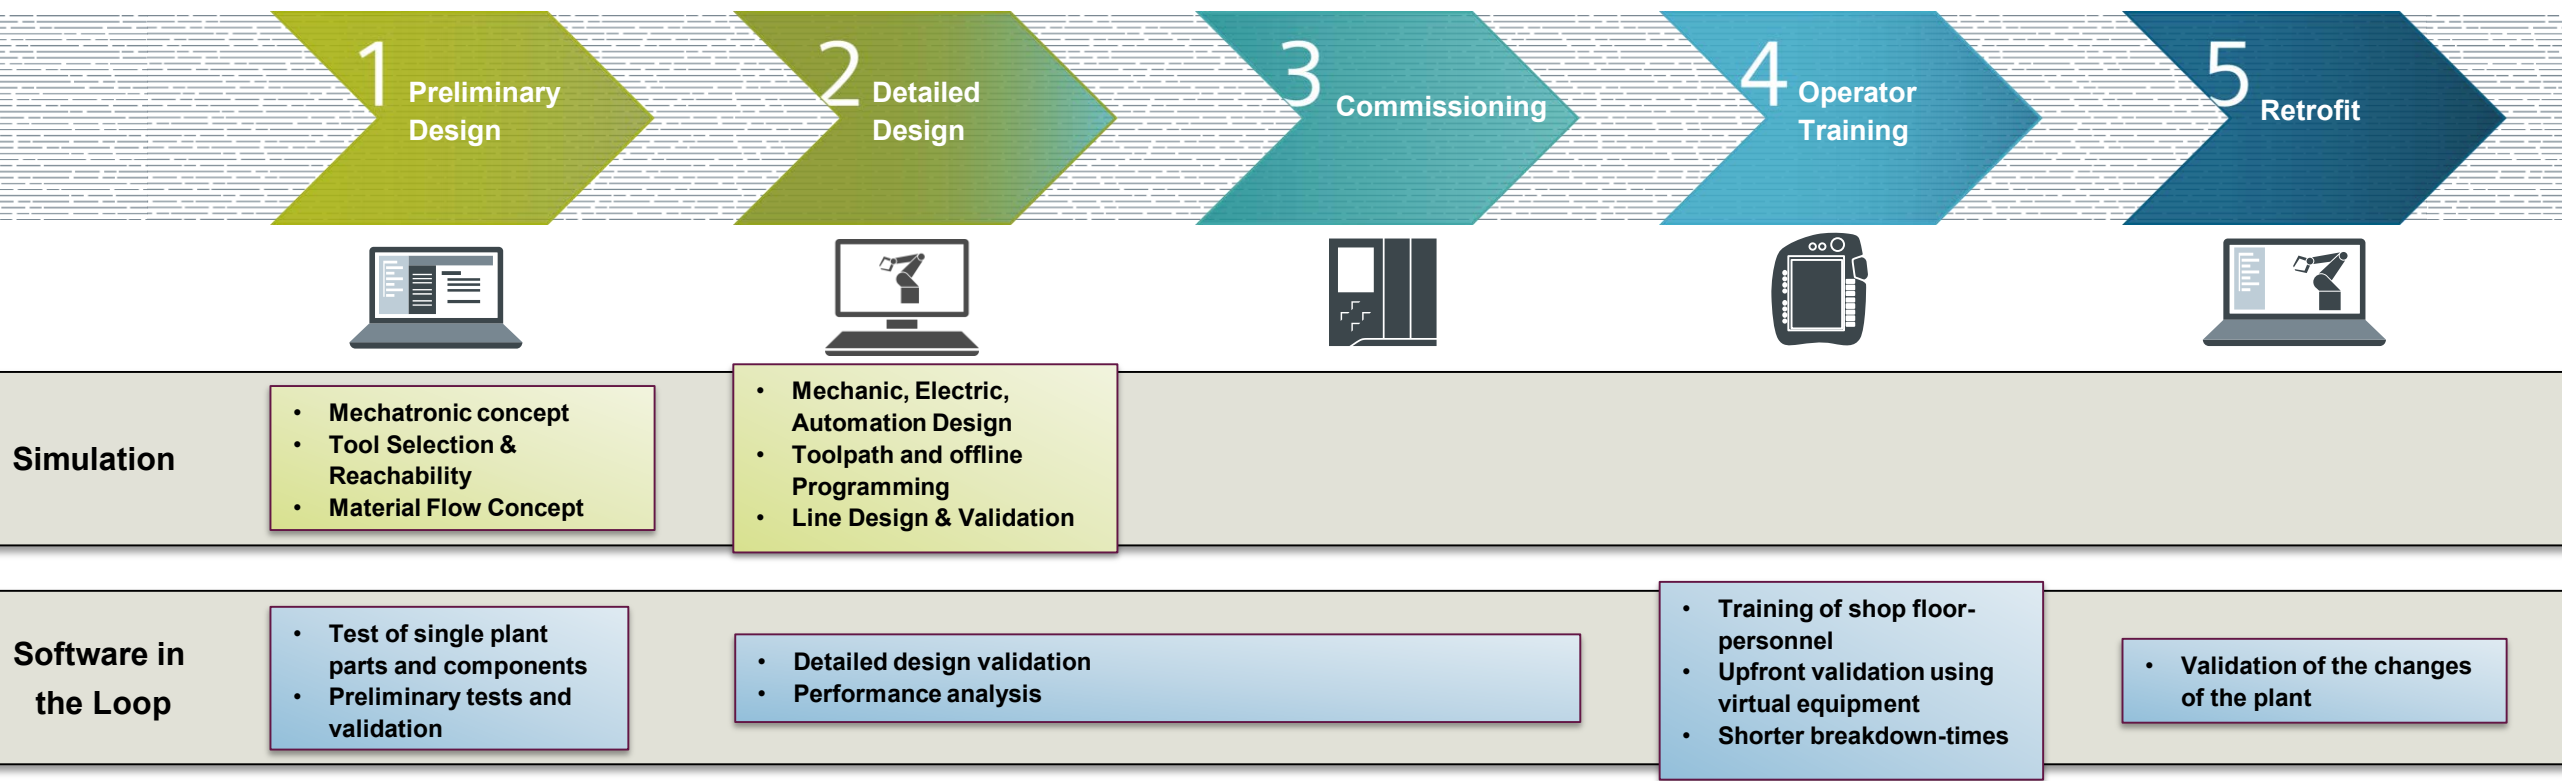 1 Preliminary
Design
2 Detailed
Design
3 Commissioning
4 Operator
Training
5 Retrofit
Simulation
• Mechatronic concept
• Tool Selection &
Reachability
• Material Flow Concept
• Mechanic, Electric,
Automation Design
• Toolpath and offline
Programming
• Line Design & Validation
Software in
the Loop
• Test of single plant
parts and components
• Preliminary tests and
validation
• Detailed design validation
• Performance analysis
• Training of shop floor-
personnel
• Upfront validation using
virtual equipment
• Shorter breakdown-times
• Validation of the changes
of the plant